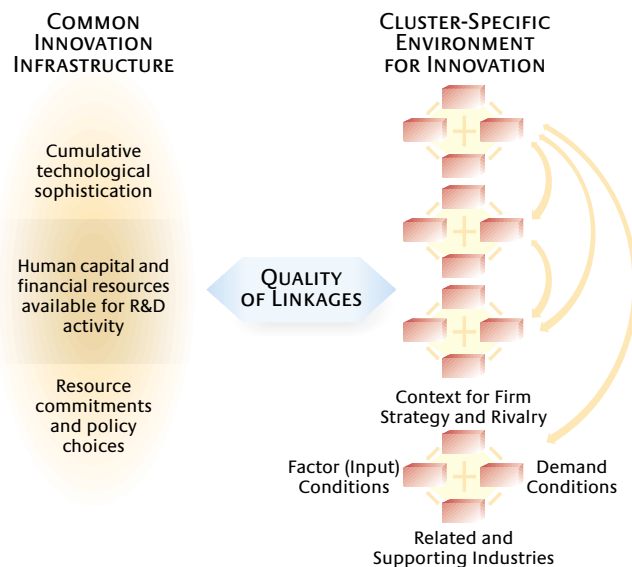 COMMON
INNOVATION
INFRASTRUCTURE
Cumulative
technological
sophistication
Human capital and
financial resources
available for R&D
activity
Resource
commitments
and policy
choices
QUALITY
OF LINKAGES
CLUSTER-SPECIFIC
ENVIRONMENT
FOR INNOVATION
Context for Firm
Strategy and Rivalry
Factor (Input)
Conditions
Demand
Conditions
Related and
Supporting Industries